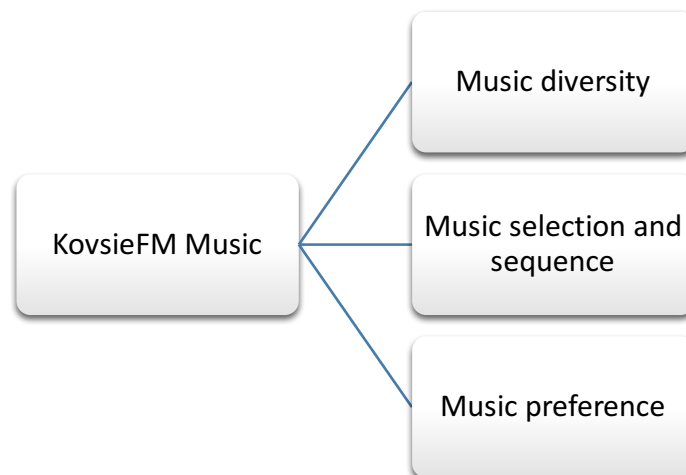 Music diversity
KovsieFM Music
Music selection and
sequence
Music preference